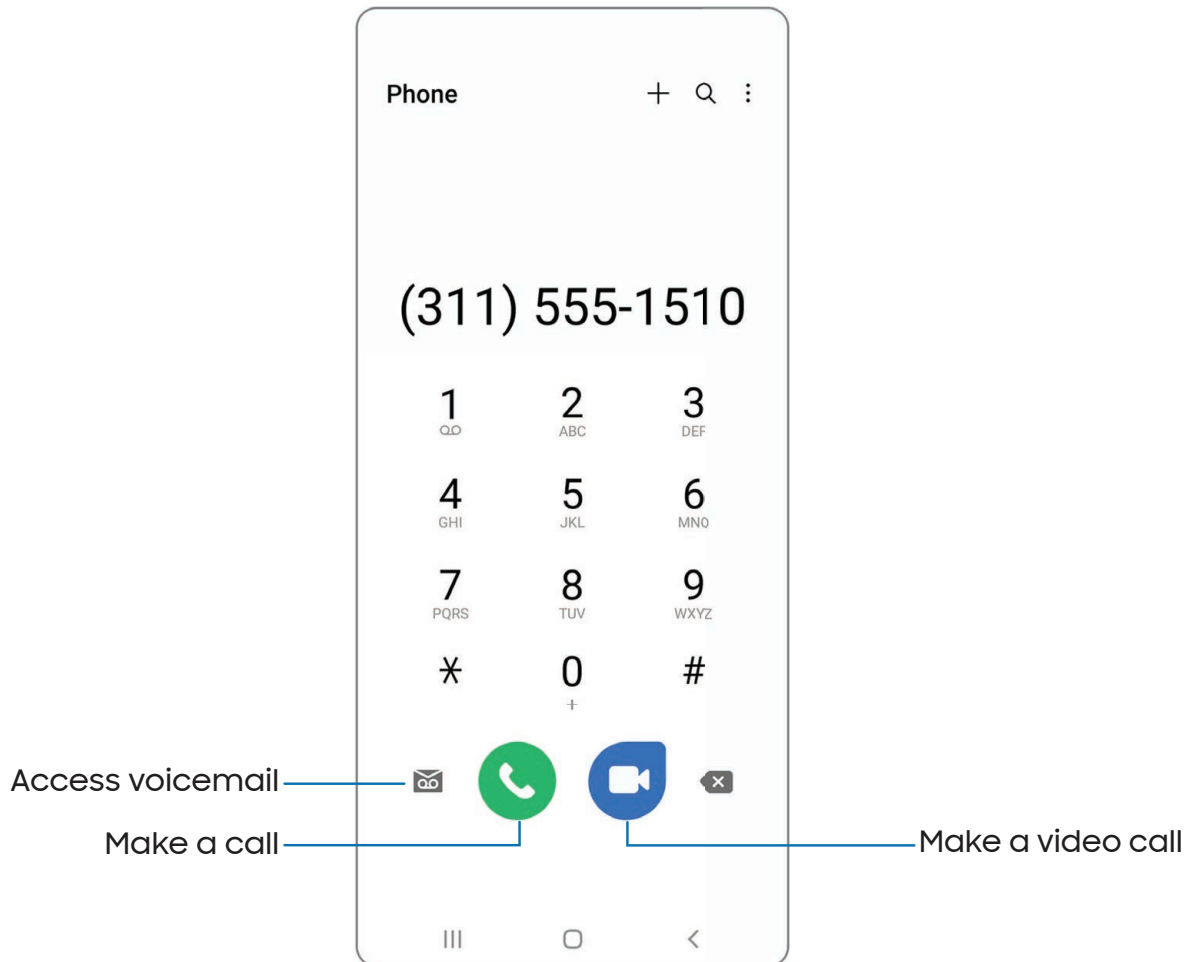 Phone
(311) 555-1510
1 2 3
ABC DEF
4 5 6
GHI JKL MNO
7 8 9
PQRS TUV WXYZ
* 0 #
+
Access voicemail
Make a call
Make a video call